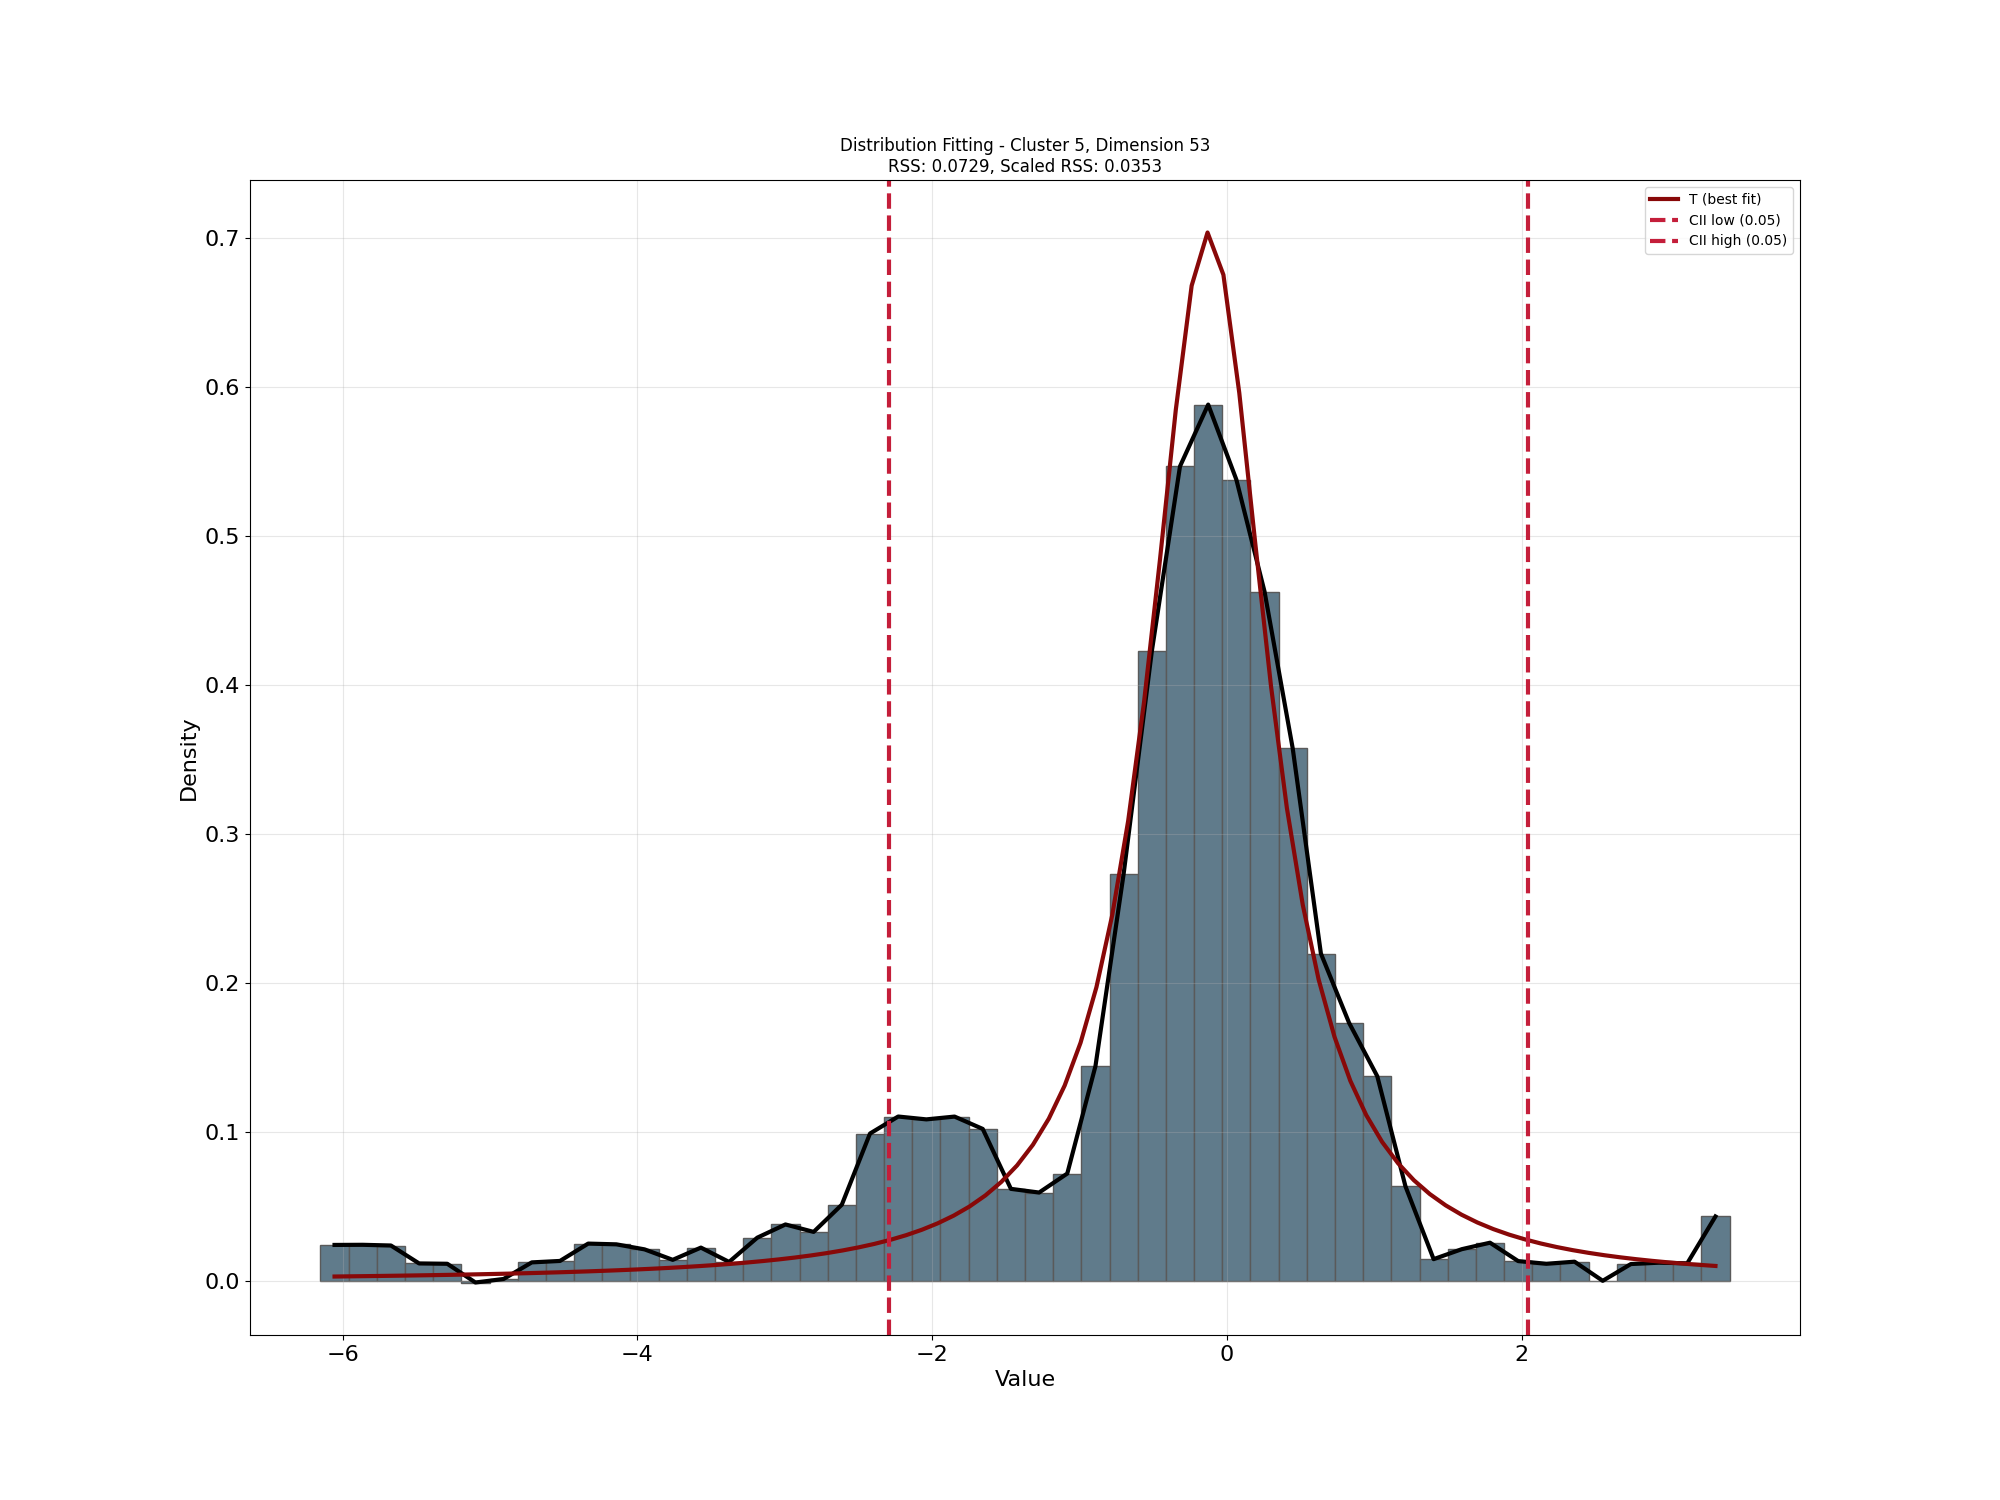 Distribution Fitting - Cluster 5, Dimension 53
RSS: 0.0729, Scaled RSS: 0.0353
T (best fit)
CII low (0.05)
CII high (0.05)
0.7
0.6
0.5
0.4
0.3
0.2
0.1
0.0
Density
−6
−4
−2
0
2
Value